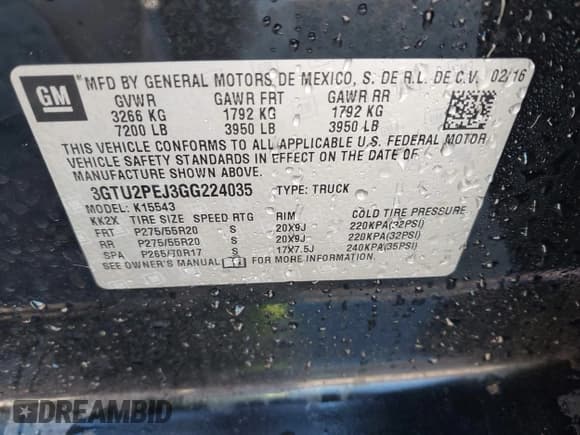 GM
*MFD BY GENERAL MOTORS DE MEXICO, S. DE R.L. DE C.V. 02/16
GVWR GAWR FRT GAWR RR
3266 KG 1792 KG 1792 KG
7200 LB 3950 LB 3950 LB
THIS VEHICLE CONFORMS TO ALL APPLICABLE U.S. FEDERAL MOTOR
VEHICLE SAFETY STANDARDS IN EFFECT ON THE DATE OF
MANUFACTURE SHOWN ABOVE.
3GTU2PEJ3GG224035 TYPE: TRUCK
MODEL: K15543
KK2X TIRE SIZE SPEED RTG RIM COLD TIRE PRESSURE
FRT P275/55R20 S 20X9J 220KPA(32PSI)
RR P275/55R20 S 20X9J 220KPA(32PSI)
SPA P265/70R17 S 17X7.5J 240KPA(35PSI)
SEE OWNER'S MANUAL FOR MORE INFORMATION.
DREAMBID